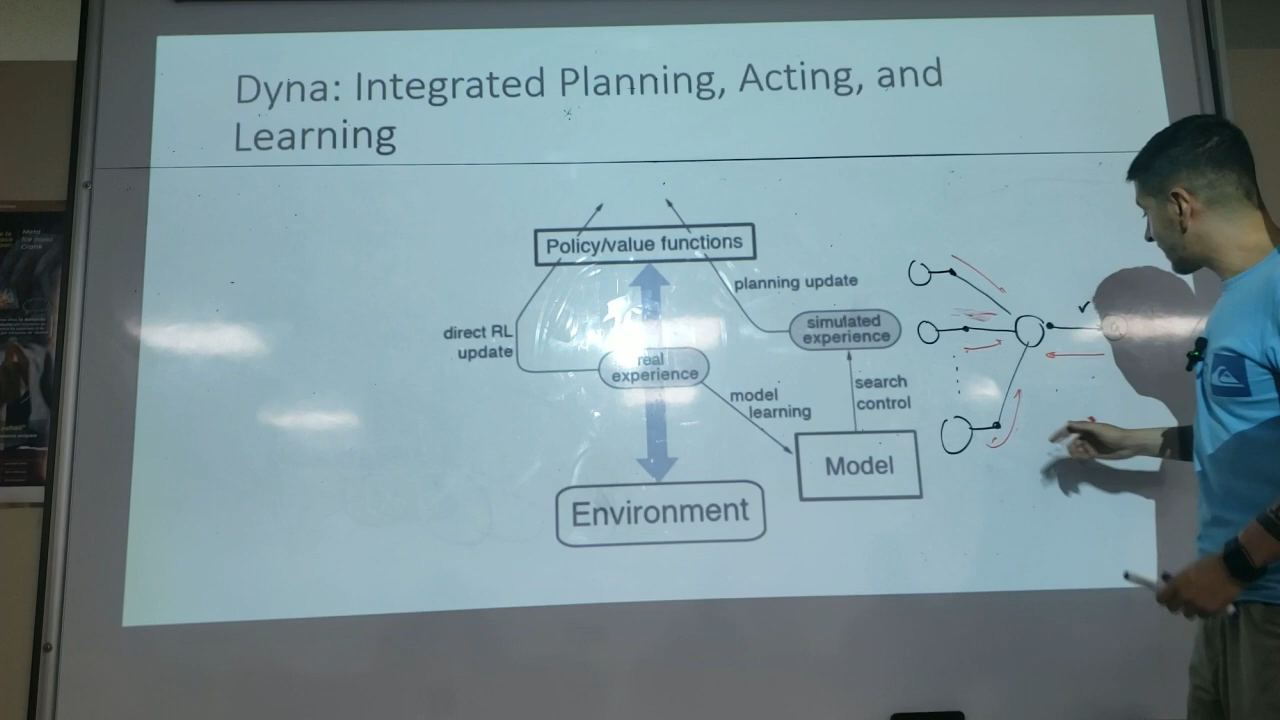 Dyna: Integrated Planning, Acting, and
Learning
Policy/value functions
planning update
direct RL
update
simulated
experience
real
experience
model
learning
search
control
Model
Environment